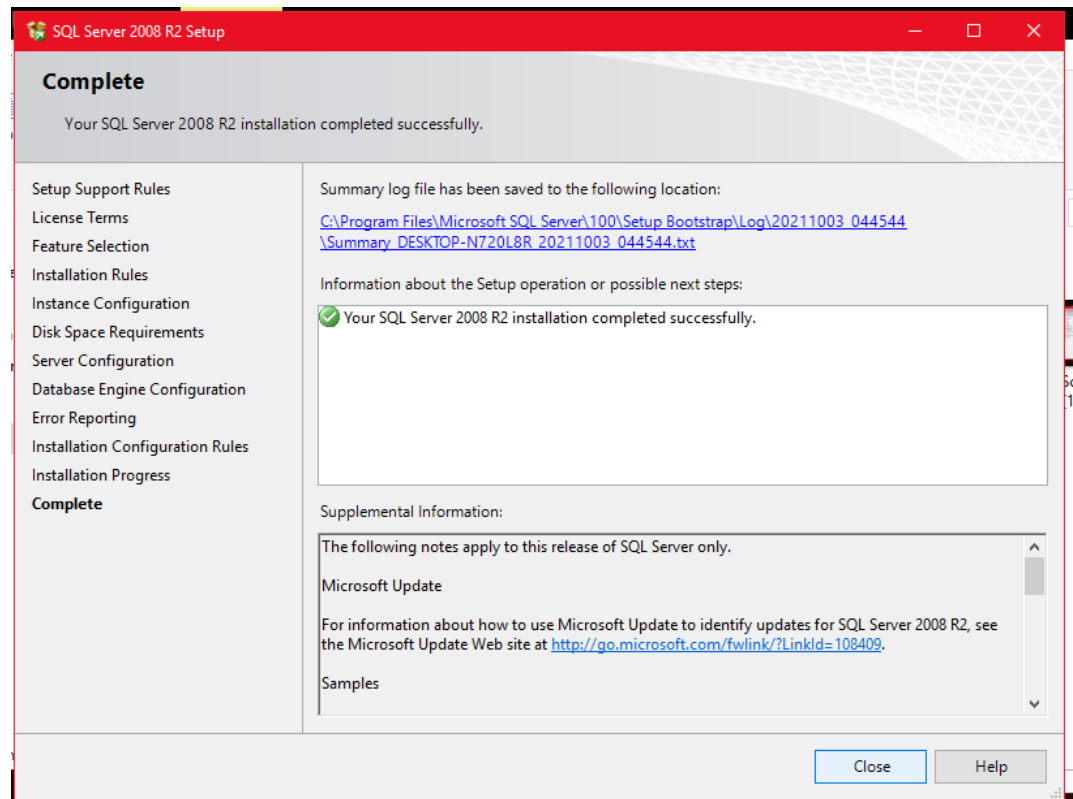 SQL Server 2008 R2 Setup
Complete
Your SQL Server 2008 R2 installation completed successfully.
Setup Support Rules
License Terms
Feature Selection
Installation Rules
Instance Configuration
Disk Space Requirements
Server Configuration
Database Engine Configuration
Error Reporting
Installation Configuration Rules
Installation Progress
Complete
Summary log file has been saved to the following location:
C:\Program Files\Microsoft SQL Server\100\Setup Bootstrap\Log\20211003_044544
\Summary_DESKTOP-N720L8R_20211003_044544.txt
Information about the Setup operation or possible next steps:
Your SQL Server 2008 R2 installation completed successfully.
Supplemental Information:
The following notes apply to this release of SQL Server only.
Microsoft Update
For information about how to use Microsoft Update to identify updates for SQL Server 2008 R2, see
the Microsoft Update Web site at http://go.microsoft.com/fwlink/?LinkId=108409.
Samples
Close
Help